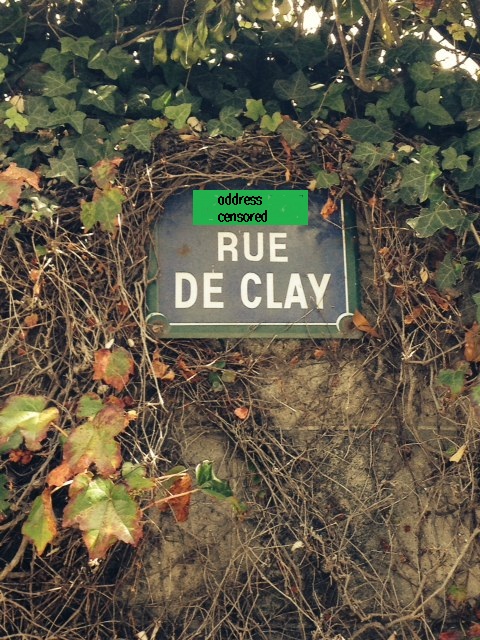 address
censored
RUE
DE CLAY